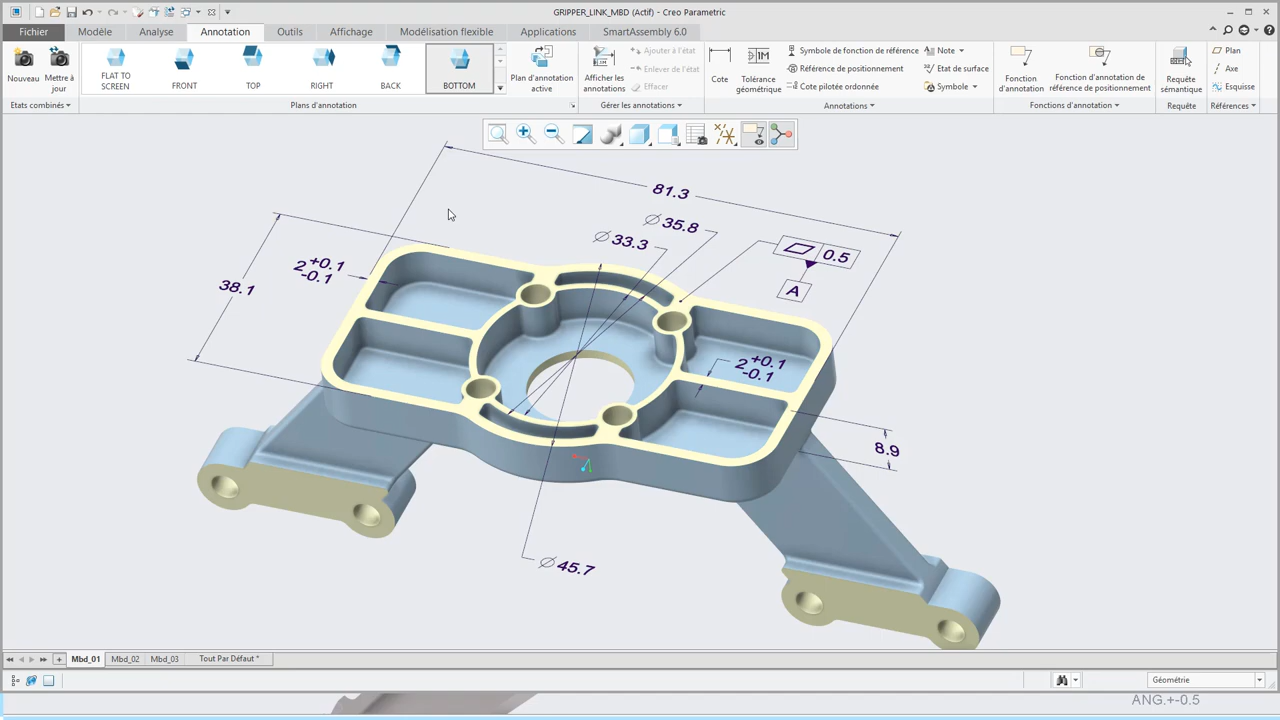 GRIPPER_LINK_MBD (Actif) - Creo Parametric
Fichier Modèle Analyse Annotation Outils Affichage Modélisation flexible Applications SmartAssembly 6.0
Nouveau
Mettre à jour
Etats combinés
FLAT TO SCREEN
FRONT
TOP
RIGHT
BACK
BOTTOM
Plan d'annotation active
Plans d'annotation
Afficher les annotations
Ajouter à l'état
Enlever de l'état
Effacer
Gérer les annotations
Cote
Tolérance géométrique
Symbole de fonction de référence
Référence de positionnement
Cote pilotée ordonnée
Note
Etat de surface
Symbole
Annotations
Fonction d'annotation
Fonction d'annotation de référence de positionnement
Fonctions d'annotation
Requête sémantique
Requête
Plan
Axe
Esquisse
Références
81.3
⌀35.8
⌀33.3
0.5
A
2 +0.1
-0.1
38.1
2 +0.1
-0.1
8.9
⌀45.7
Mbd_01 Mbd_02 Mbd_03 Tout Par Défaut *
Géométrie
ANG.+-0.5